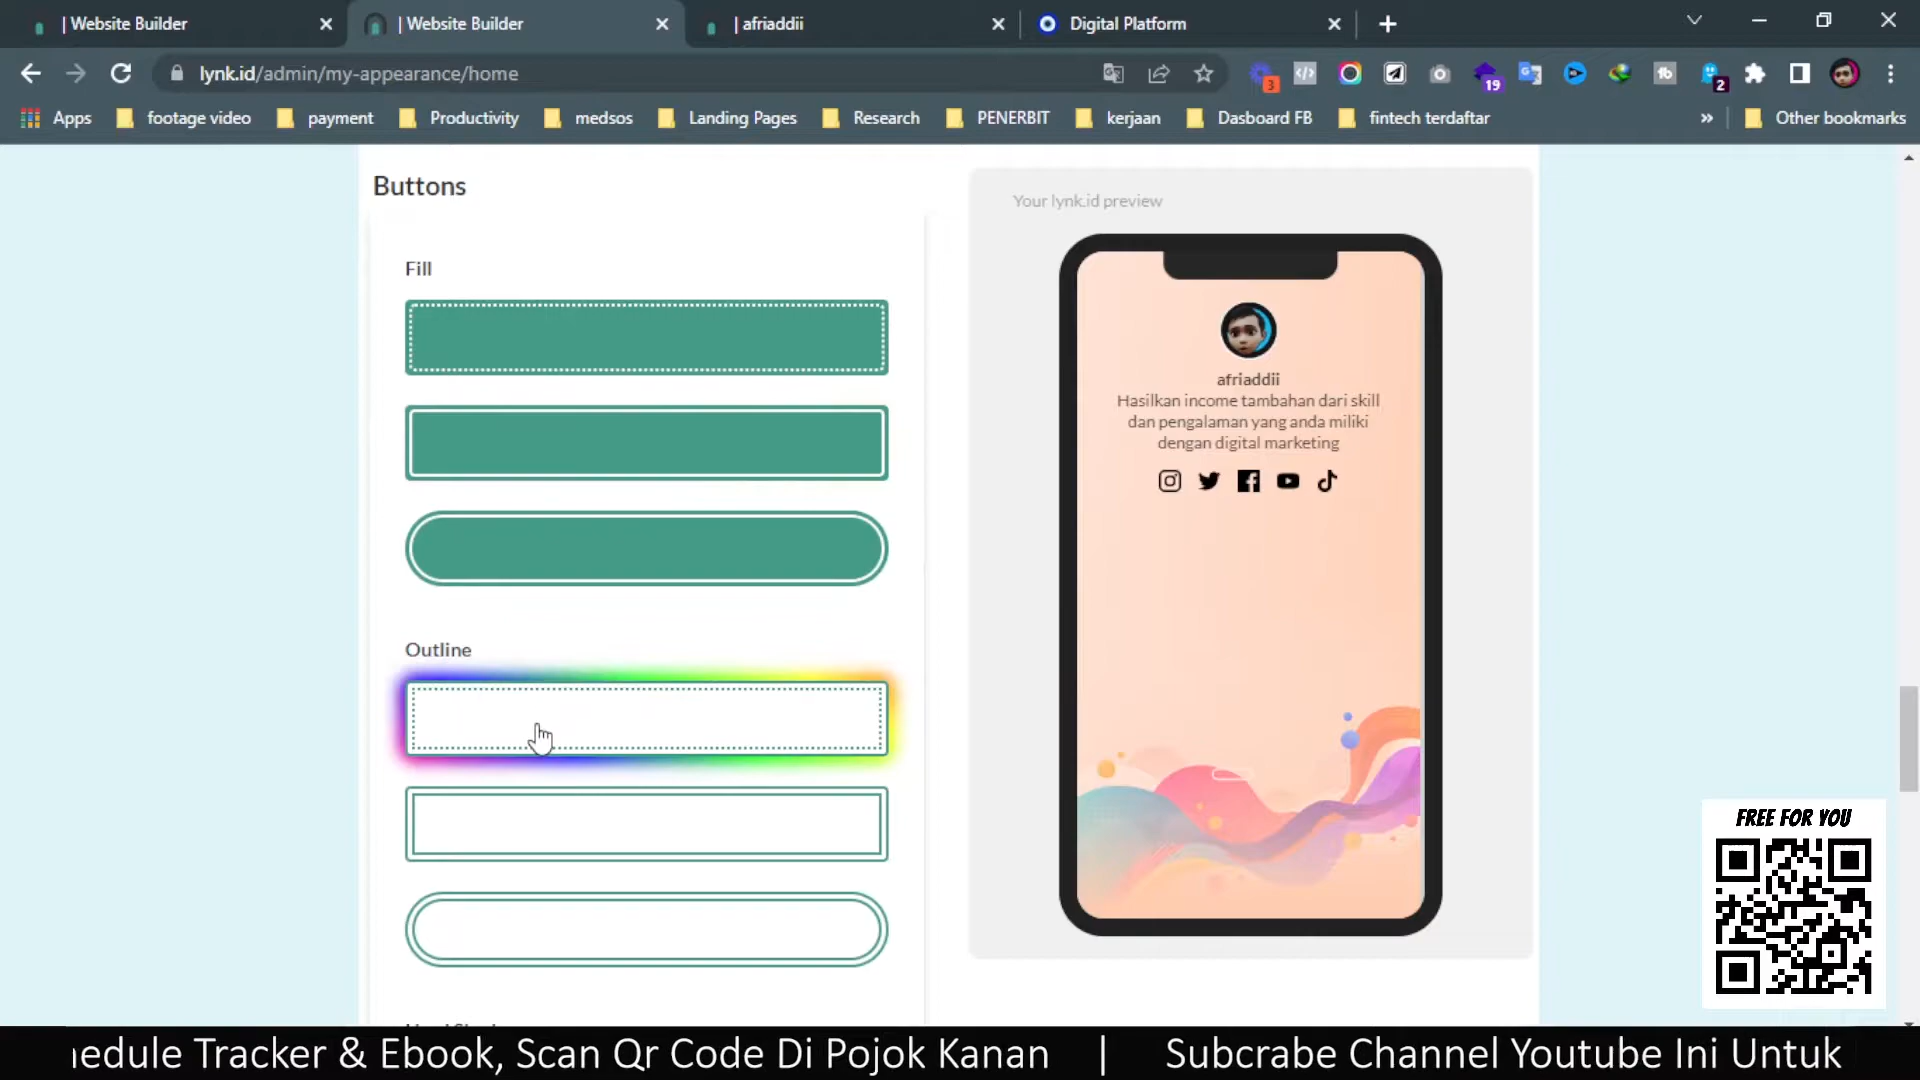 | Website Builder
| Website Builder
| afriaddii
Digital Platform
lynk.id/admin/my-appearance/home
3
19
2
Apps
footage video
payment
Productivity
medsos
Landing Pages
Research
PENERBIT
kerjaan
Dasboard FB
fintech terdaftar
»
Other bookmarks
Buttons
Your lynk.id preview
Fill
afriaddii
Hasilkan income tambahan dari skill
dan pengalaman yang anda miliki
dengan digital marketing
Outline
FREE FOR YOU
edule Tracker & Ebook, Scan Qr Code Di Pojok Kanan | Subcrabe Channel Youtube Ini Untuk